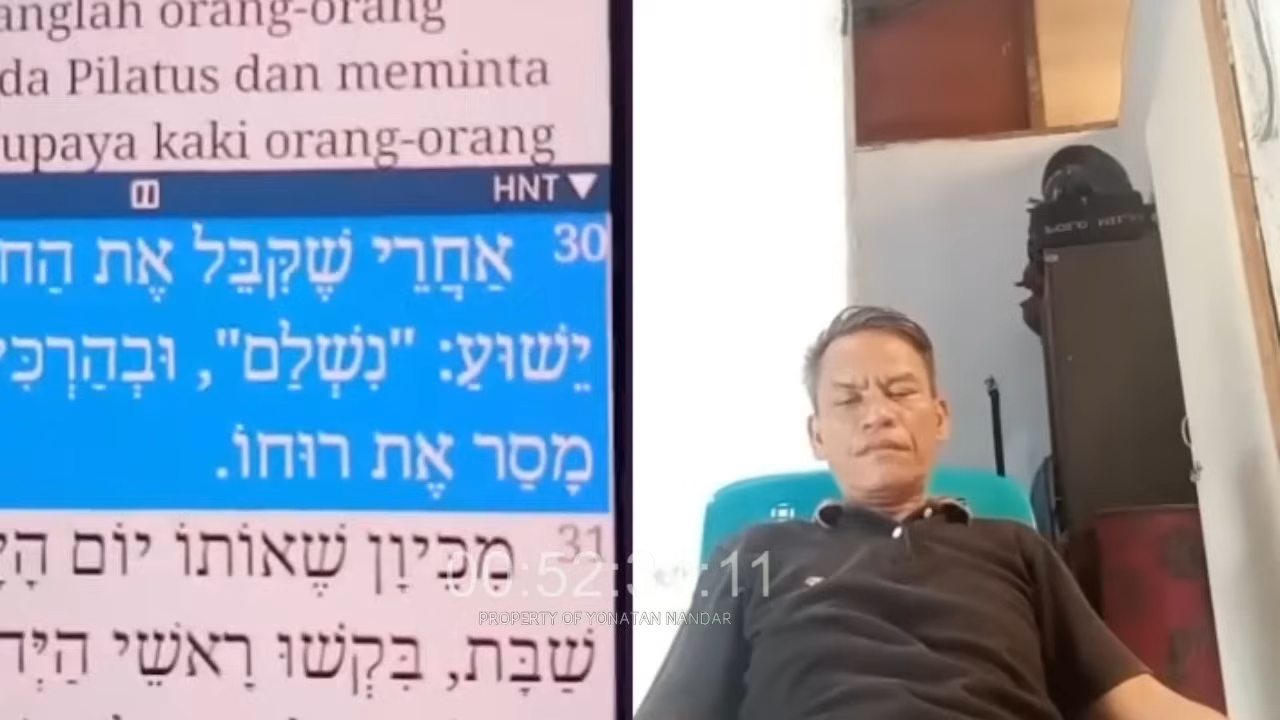 anglah orang-orang
da Pilatus dan meminta
upaya kaki orang-orang
HNT ▼
30 אַחֲרֵי שֶׁקִּבֵּל אֶת הַח
יֵשׁוּעַ: "נִשְׁלַם", וּבְהַרְכִּי
מָסַר אֶת רוּחוֹ.
31 מִכֵּיוָן שֶׁאוֹתוֹ יוֹם הָיָ
שַׁבָּת, בִּקְשׁוּ רָאשֵׁי הַיְּה
PROPERTY OF YONATAN NANDAR